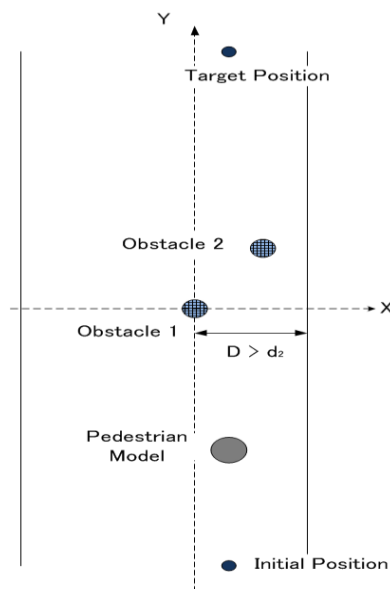 Y
Target Position
Obstacle 2
X
Obstacle 1
D > d₂
Pedestrian
Model
Initial Position